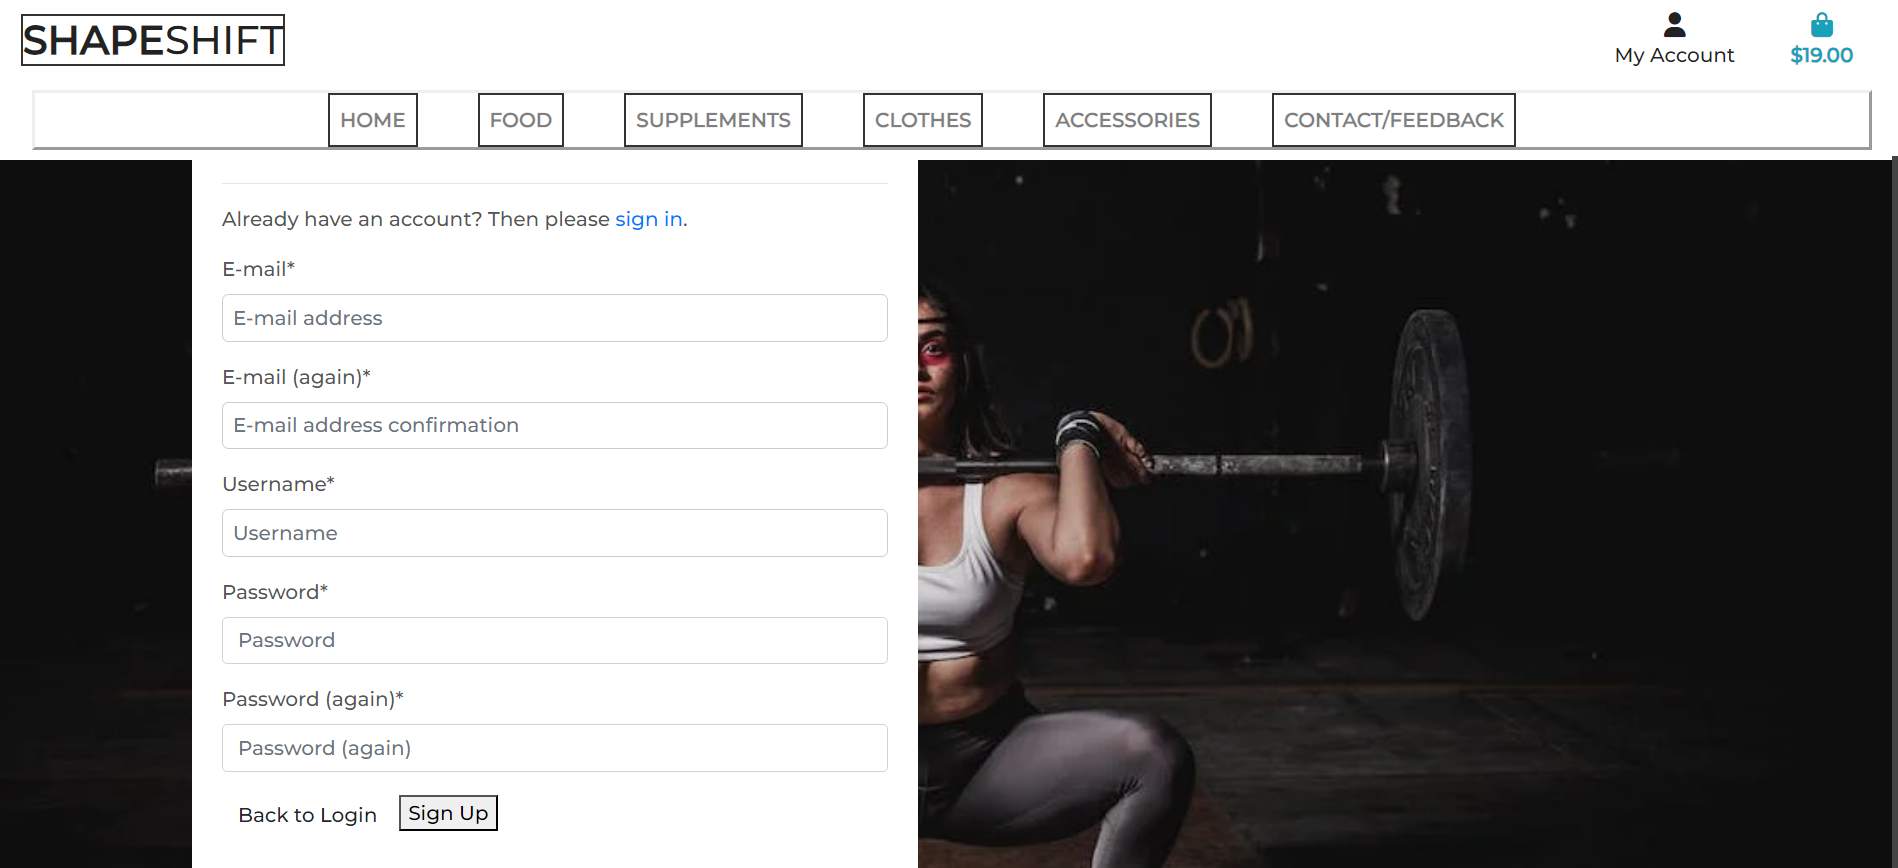 SHAPESHIFT
My Account
$19.00
HOME
FOOD
SUPPLEMENTS
CLOTHES
ACCESSORIES
CONTACT/FEEDBACK
Already have an account? Then please sign in.
E-mail*
E-mail address
E-mail (again)*
E-mail address confirmation
Username*
Username
Password*
Password
Password (again)*
Password (again)
Back to Login
Sign Up